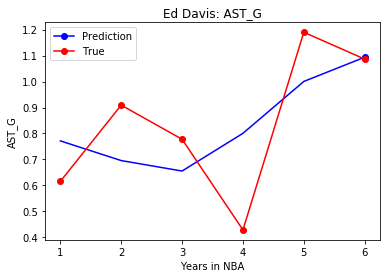 Ed Davis: AST_G
Prediction
True
AST_G
1.2
1.1
1.0
0.9
0.8
0.7
0.6
0.5
0.4
1 2 3 4 5 6
Years in NBA